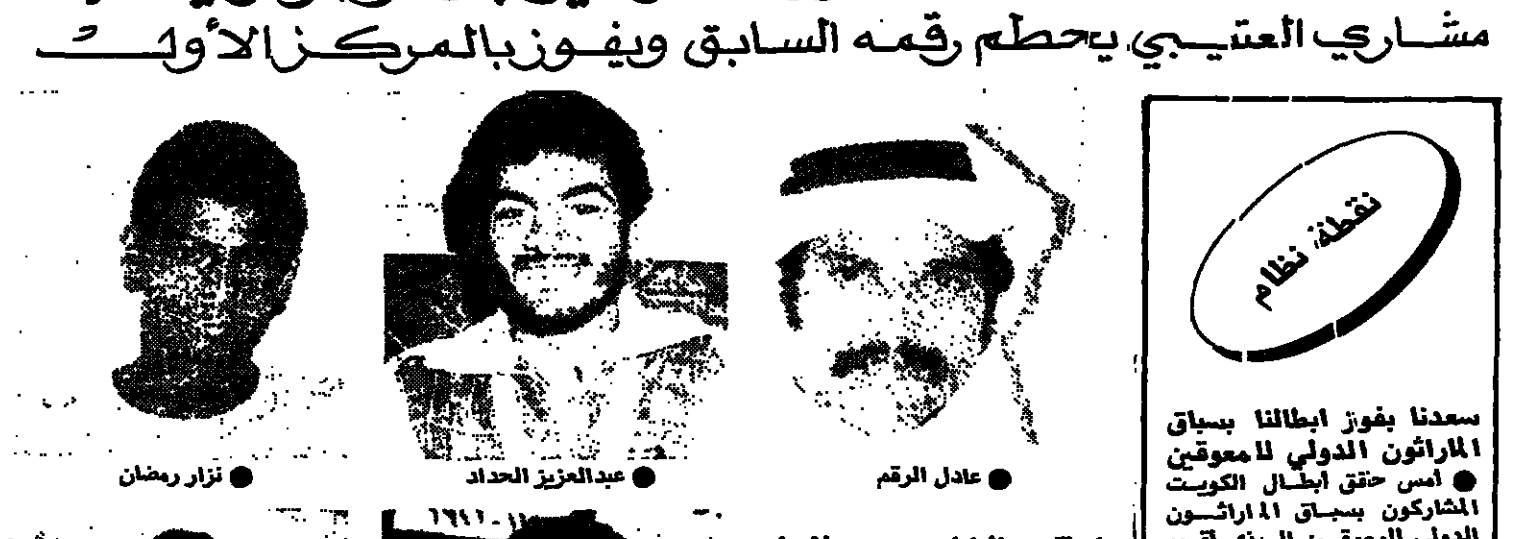 مشاري العتيبي يحطم رقمه السابق ويفوز بالمركز الأول
نقطة نظام
سعدنا بفوز ابطالنا بسباق
الماراثون الدولي للمعوقين
● امس حقق أبطال الكويت
المشاركون بسباق الماراثون
● عادل الرقم
● عبدالعزيز الحداد
● نزار رمضان